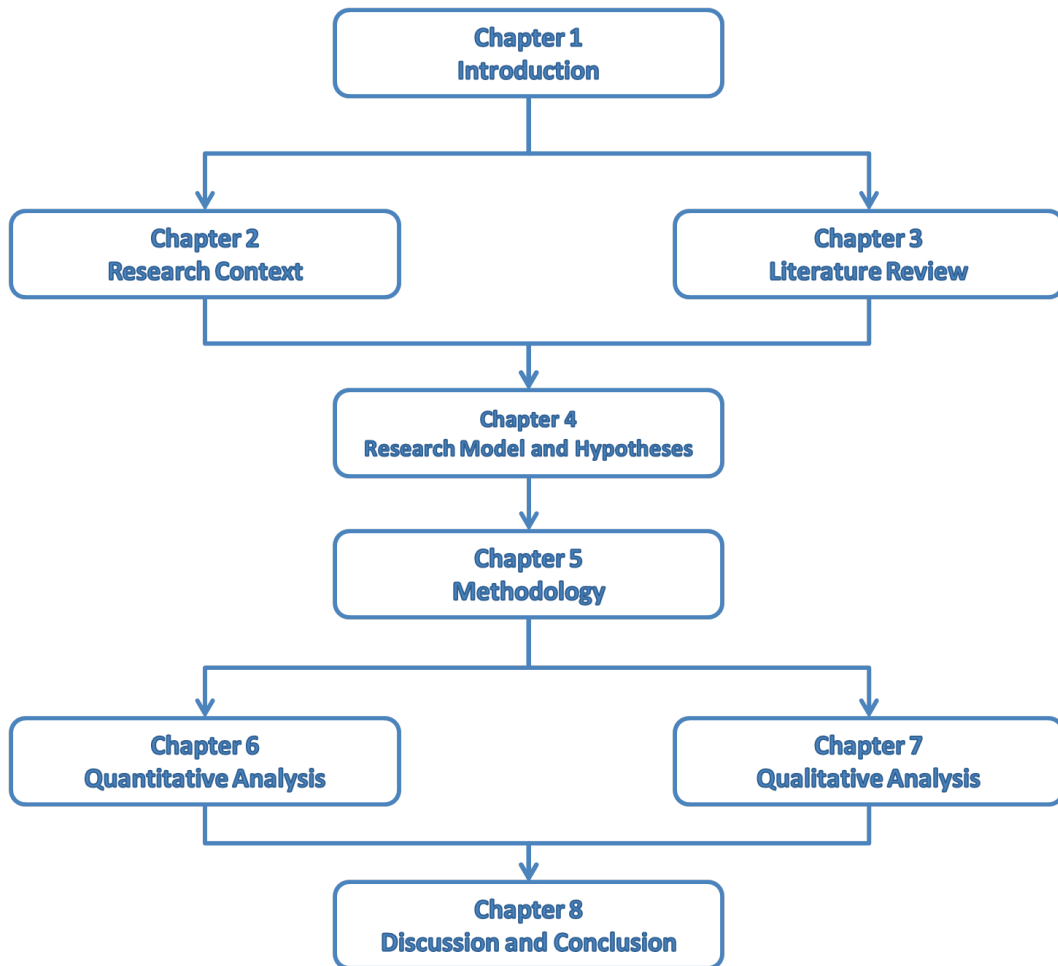 Chapter 1
Introduction
Chapter 2
Research Context
Chapter 3
Literature Review
Chapter 4
Research Model and Hypotheses
Chapter 5
Methodology
Chapter 6
Quantitative Analysis
Chapter 7
Qualitative Analysis
Chapter 8
Discussion and Conclusion